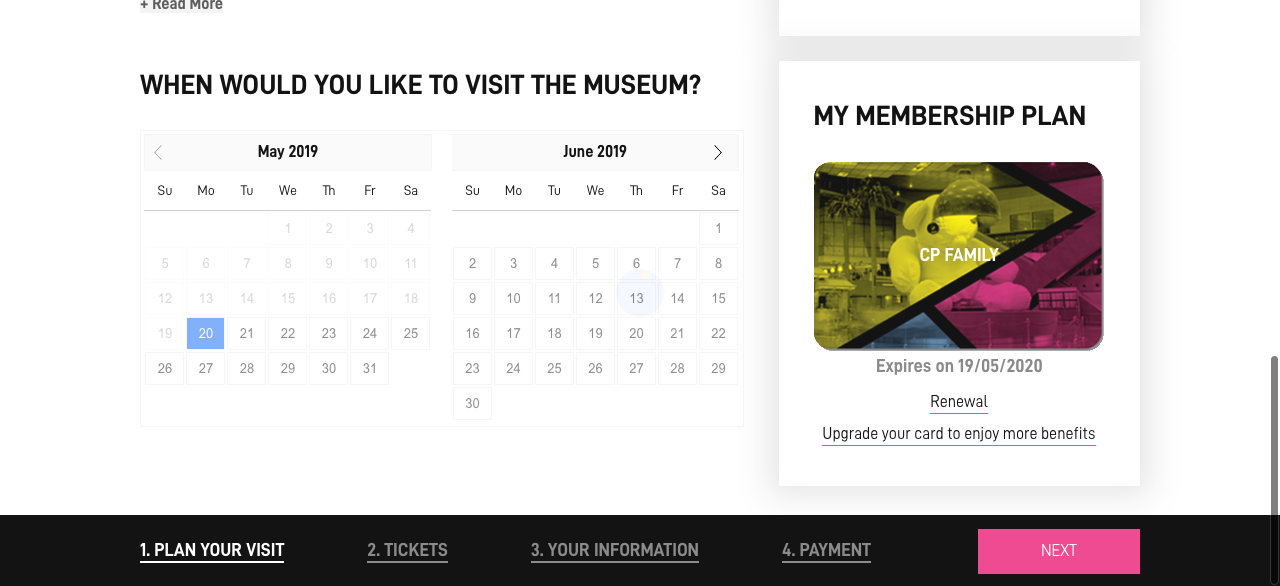 + Read More
WHEN WOULD YOU LIKE TO VISIT THE MUSEUM?
May 2019
Su Mo Tu We Th Fr Sa
1 2 3 4
5 6 7 8 9 10 11
12 13 14 15 16 17 18
19 20 21 22 23 24 25
26 27 28 29 30 31
June 2019
Su Mo Tu We Th Fr Sa
1
2 3 4 5 6 7 8
9 10 11 12 13 14 15
16 17 18 19 20 21 22
23 24 25 26 27 28 29
30
MY MEMBERSHIP PLAN
CP FAMILY
Expires on 19/05/2020
Renewal
Upgrade your card to enjoy more benefits
1. PLAN YOUR VISIT 2. TICKETS 3. YOUR INFORMATION 4. PAYMENT NEXT